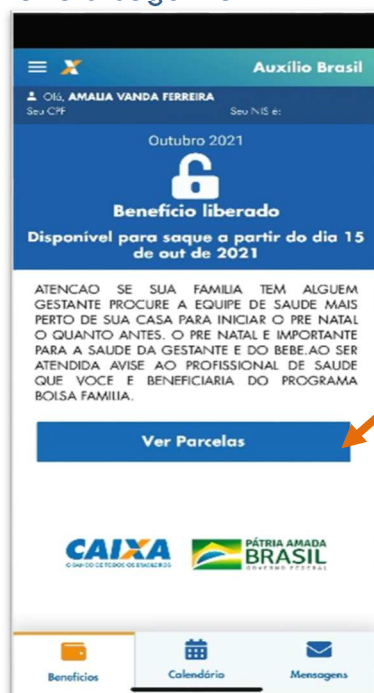 Auxílio Brasil
Olá, AMALIA VANDA FERREIRA
Seu CPF Seu NIS é:
Outubro 2021
Benefício liberado
Disponível para saque a partir do dia 15
de out de 2021
ATENCAO SE SUA FAMILIA TEM ALGUEM
GESTANTE PROCURE A EQUIPE DE SAUDE MAIS
PERTO DE SUA CASA PARA INICIAR O PRE NATAL
O QUANTO ANTES. O PRE NATAL E IMPORTANTE
PARA A SAUDE DA GESTANTE E DO BEBE.AO SER
ATENDIDA AVISE AO PROFISSIONAL DE SAUDE
QUE VOCE E BENEFICIARIA DO PROGRAMA
BOLSA FAMILIA.
Ver Parcelas
CAIXA
PÁTRIA AMADA
BRASIL
GOVERNO FEDERAL
Benefícios Calendário Mensagens